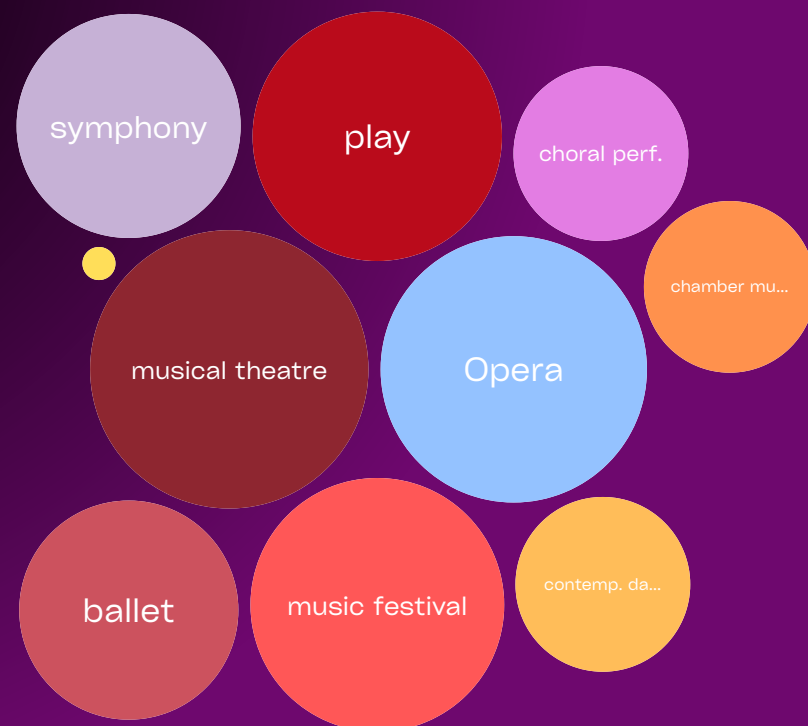 symphony
play
choral perf.
chamber mu...
musical theatre
Opera
ballet
music festival
contemp. da...